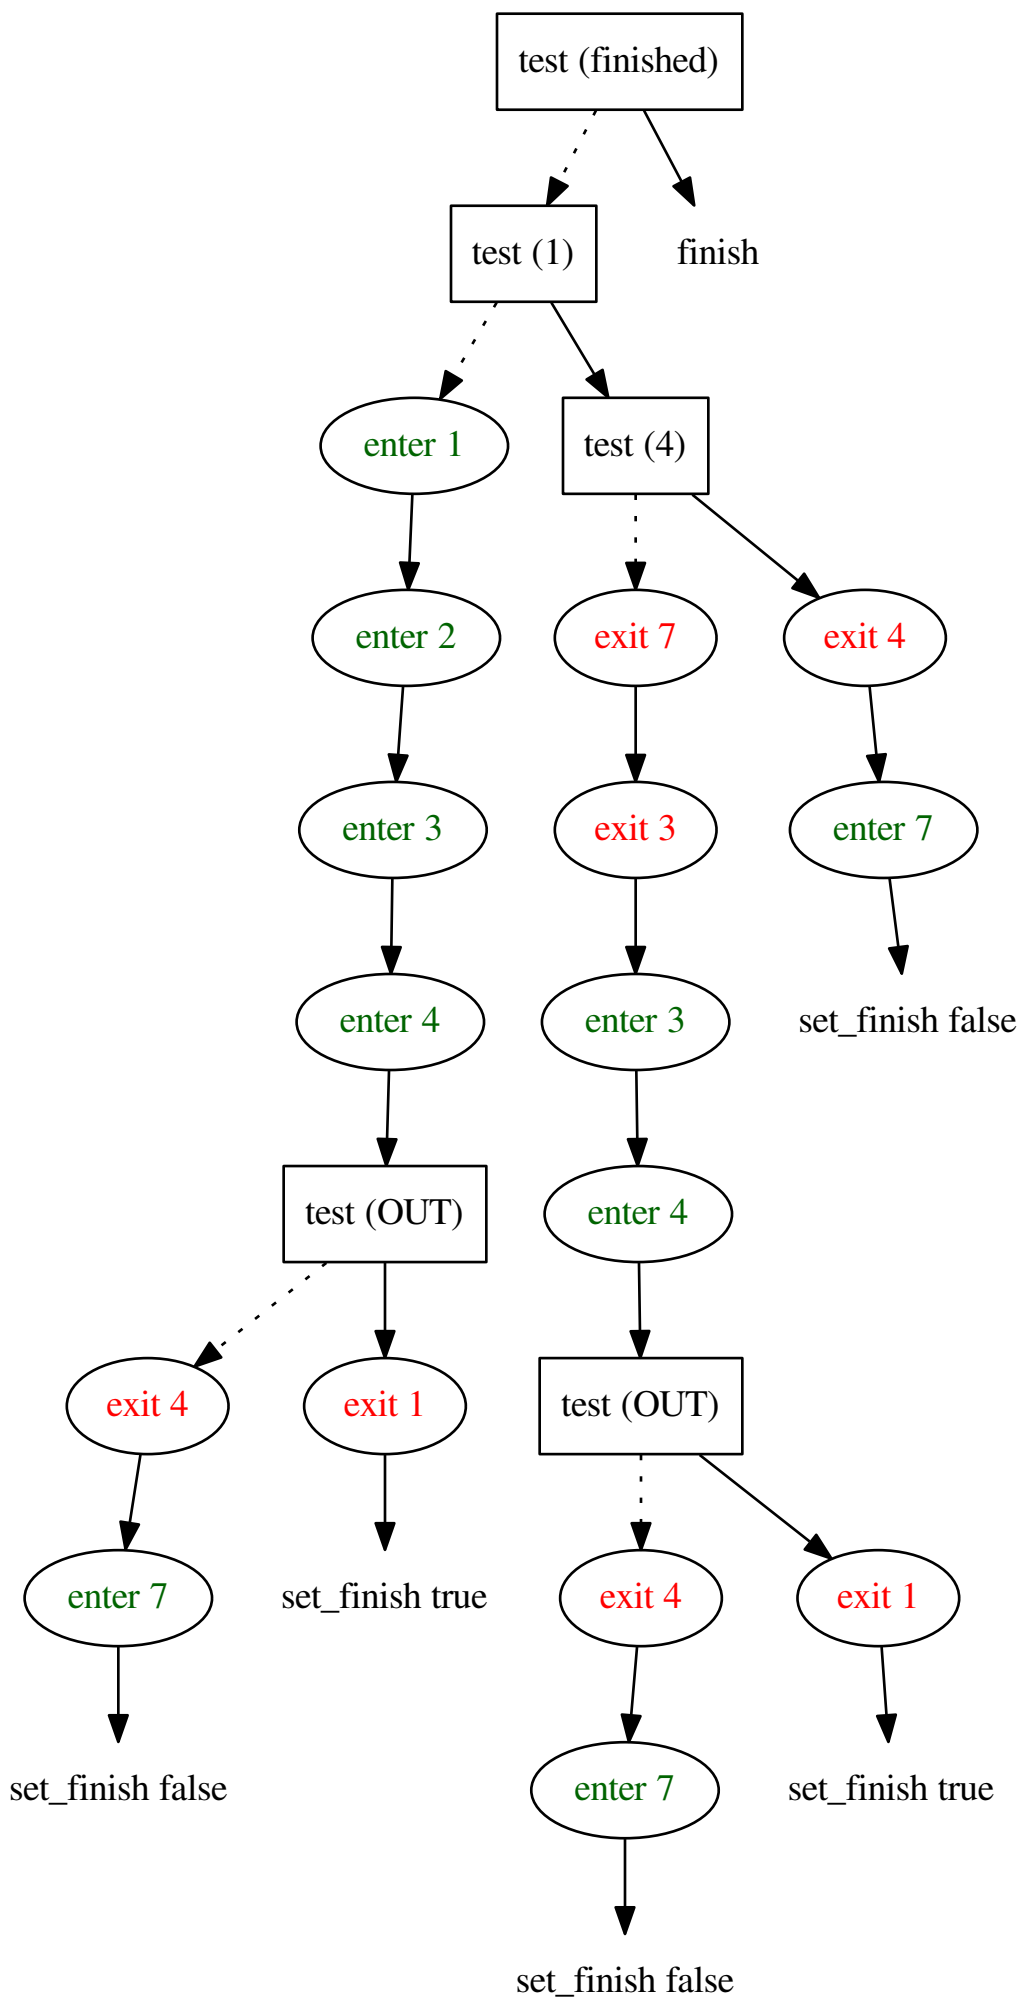 test (finished)
test (1)
finish
enter 1
test (4)
enter 2
exit 7
exit 4
enter 3
exit 3
enter 7
enter 4
enter 3
set_finish false
test (OUT)
enter 4
exit 4
exit 1
test (OUT)
enter 7
set_finish true
exit 4
exit 1
set_finish false
enter 7
set_finish true
set_finish false